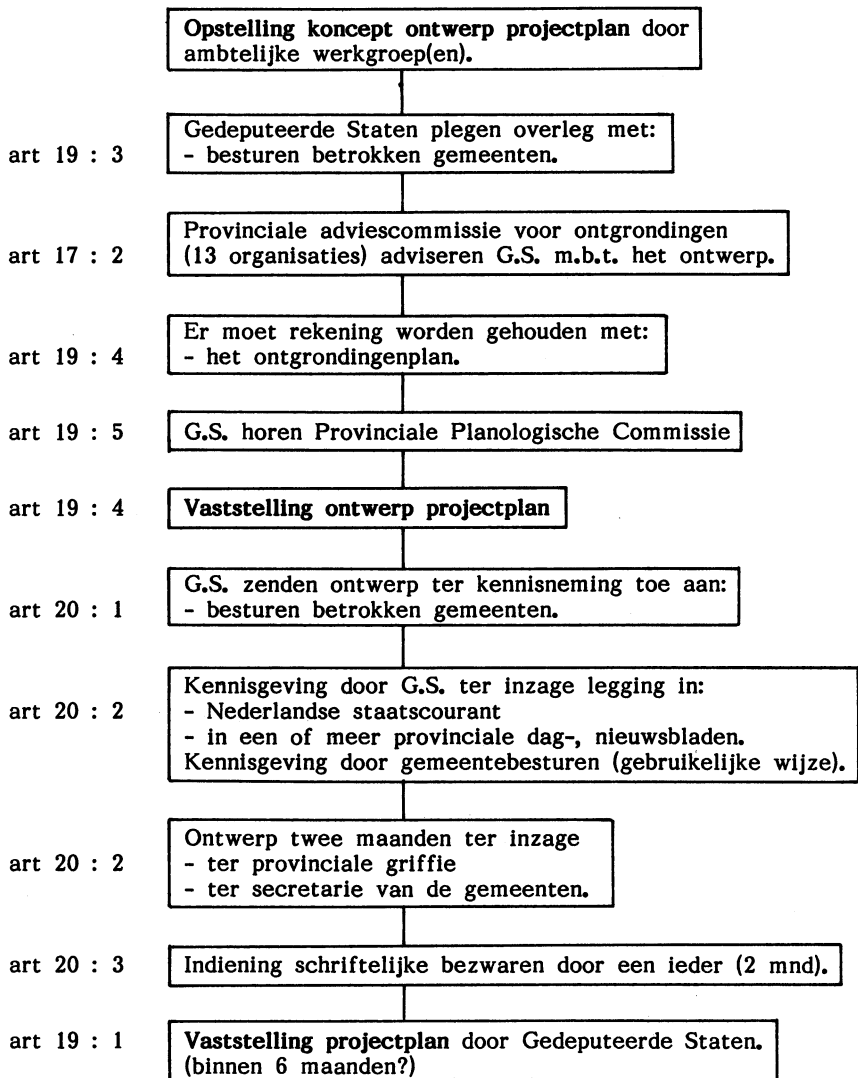 Opstelling koncept ontwerp projectplan door
ambtelijke werkgroep(en).
Gedeputeerde Staten plegen overleg met:
art 19 : 3 - besturen betrokken gemeenten.
Provinciale adviescommissie voor ontgrondingen
art 17 : 2 (13 organisaties) adviseren G.S. m.b.t. het ontwerp.
Er moet rekening worden gehouden met:
art 19 : 4 - het ontgrondingenplan.
art 19 : 5 G.S. horen Provinciale Planologische Commissie
art 19 : 4 Vaststelling ontwerp projectplan
G.S. zenden ontwerp ter kennisneming toe aan:
art 20 : 1 - besturen betrokken gemeenten.
Kennisgeving door G.S. ter inzage legging in:
art 20 : 2 - Nederlandse staatscourant
- in een of meer provinciale dag-, nieuwsbladen.
Kennisgeving door gemeentebesturen (gebruikelijke wijze).
Ontwerp twee maanden ter inzage
art 20 : 2 - ter provinciale griffie
- ter secretarie van de gemeenten.
art 20 : 3 Indiening schriftelijke bezwaren door een ieder (2 mnd).
art 19 : 1 Vaststelling projectplan door Gedeputeerde Staten.
(binnen 6 maanden?)